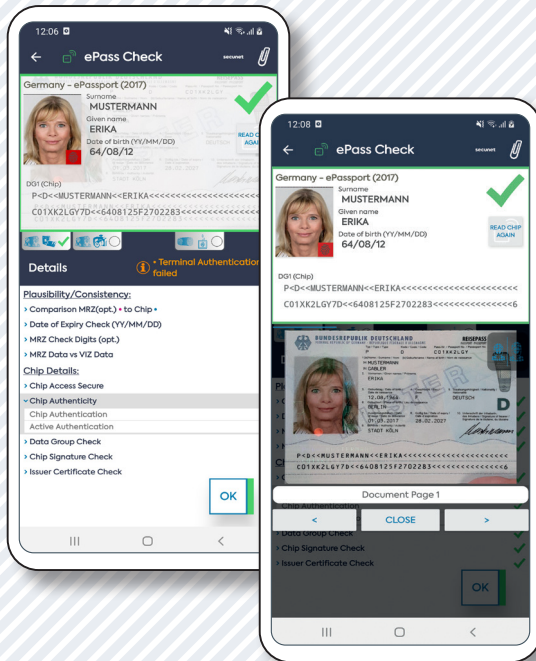 12:06
ePass Check
secunet
Germany - ePassport (2017)
Surname
MUSTERMANN
Given name
ERIKA
Date of birth (YY/MM/DD)
64/08/12
READ CHIP AGAIN
DG1 (Chip)
P<D<<MUSTERMANN<<ERIKA<<<<<<<<<<<<<<<<<
C01XK2LGY7D<<6408125F2702283<<<<<<<<<
Details
• Terminal Authentication
failed
Plausibility/Consistency:
> Comparison MRZ(opt.) • to Chip •
> Date of Expiry Check (YY/MM/DD)
> MRZ Check Digits (opt.)
> MRZ Data vs VIZ Data
Chip Details:
> Chip Access Secure
Chip Authenticity
Chip Authentication
Active Authentication
> Data Group Check
> Chip Signature Check
> Issuer Certificate Check
OK
12:08
ePass Check
secunet
Germany - ePassport (2017)
Surname
MUSTERMANN
Given name
ERIKA
Date of birth (YY/MM/DD)
64/08/12
READ CHIP
AGAIN
DG1 (Chip)
P<D<<MUSTERMANN<<ERIKA<<<<<<<<<<<<<<<<<<<<<<
C01XK2LGY7D<<6408125F2702283<<<<<<<<<<<<<<<6
BUNDESREPUBLIK DEUTSCHLAND
REISEPASS
P D C01XK2LGY
MUSTERMANN
GABLER
ERIKA
12.08.1964 F DEUTSCH
BERLIN
01.03.2017 28.02.2027
STADT KÖLN
D
P<D<<MUSTERMANN<<ERIKA<<<<<<<<<<<<<<<<<<<<<<
C01XK2LGY7D<<6408125F2702283<<<<<<<<<<<<<<<6
Document Page 1
< CLOSE >
Chip Authentication
Active Authentication
> Data Group Check
> Chip Signature Check
> Issuer Certificate Check
OK